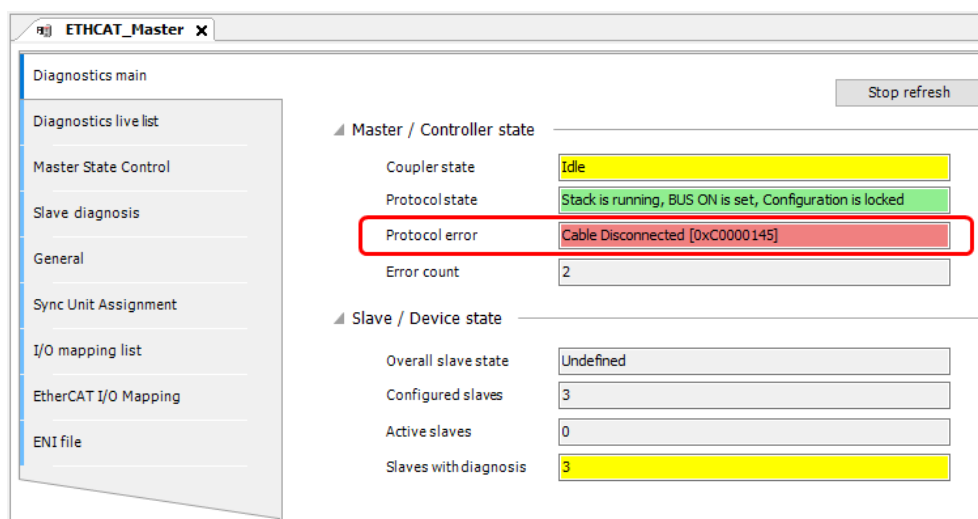 ETHCAT_Master x
Diagnostics main
Diagnostics live list
Master State Control
Slave diagnosis
General
Sync Unit Assignment
I/O mapping list
EtherCAT I/O Mapping
ENI file
Stop refresh
Master / Controller state
Coupler state Idle
Protocol state Stack is running, BUS ON is set, Configuration is locked
Protocol error Cable Disconnected [0xC0000145]
Error count 2
Slave / Device state
Overall slave state Undefined
Configured slaves 3
Active slaves 0
Slaves with diagnosis 3